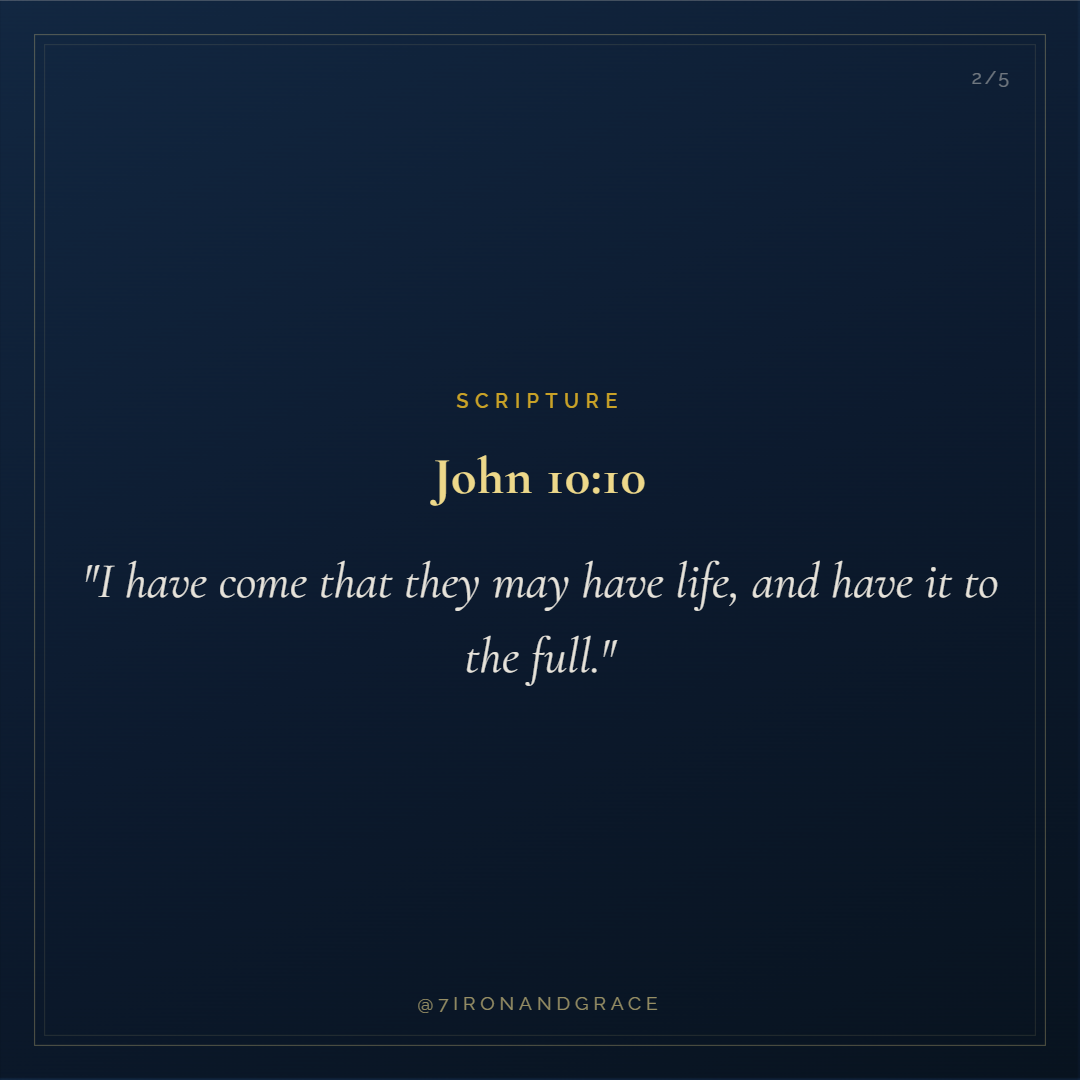 2/5
SCRIPTURE
John 10:10
"I have come that they may have life, and have it to
the full."
@7IRONANDGRACE